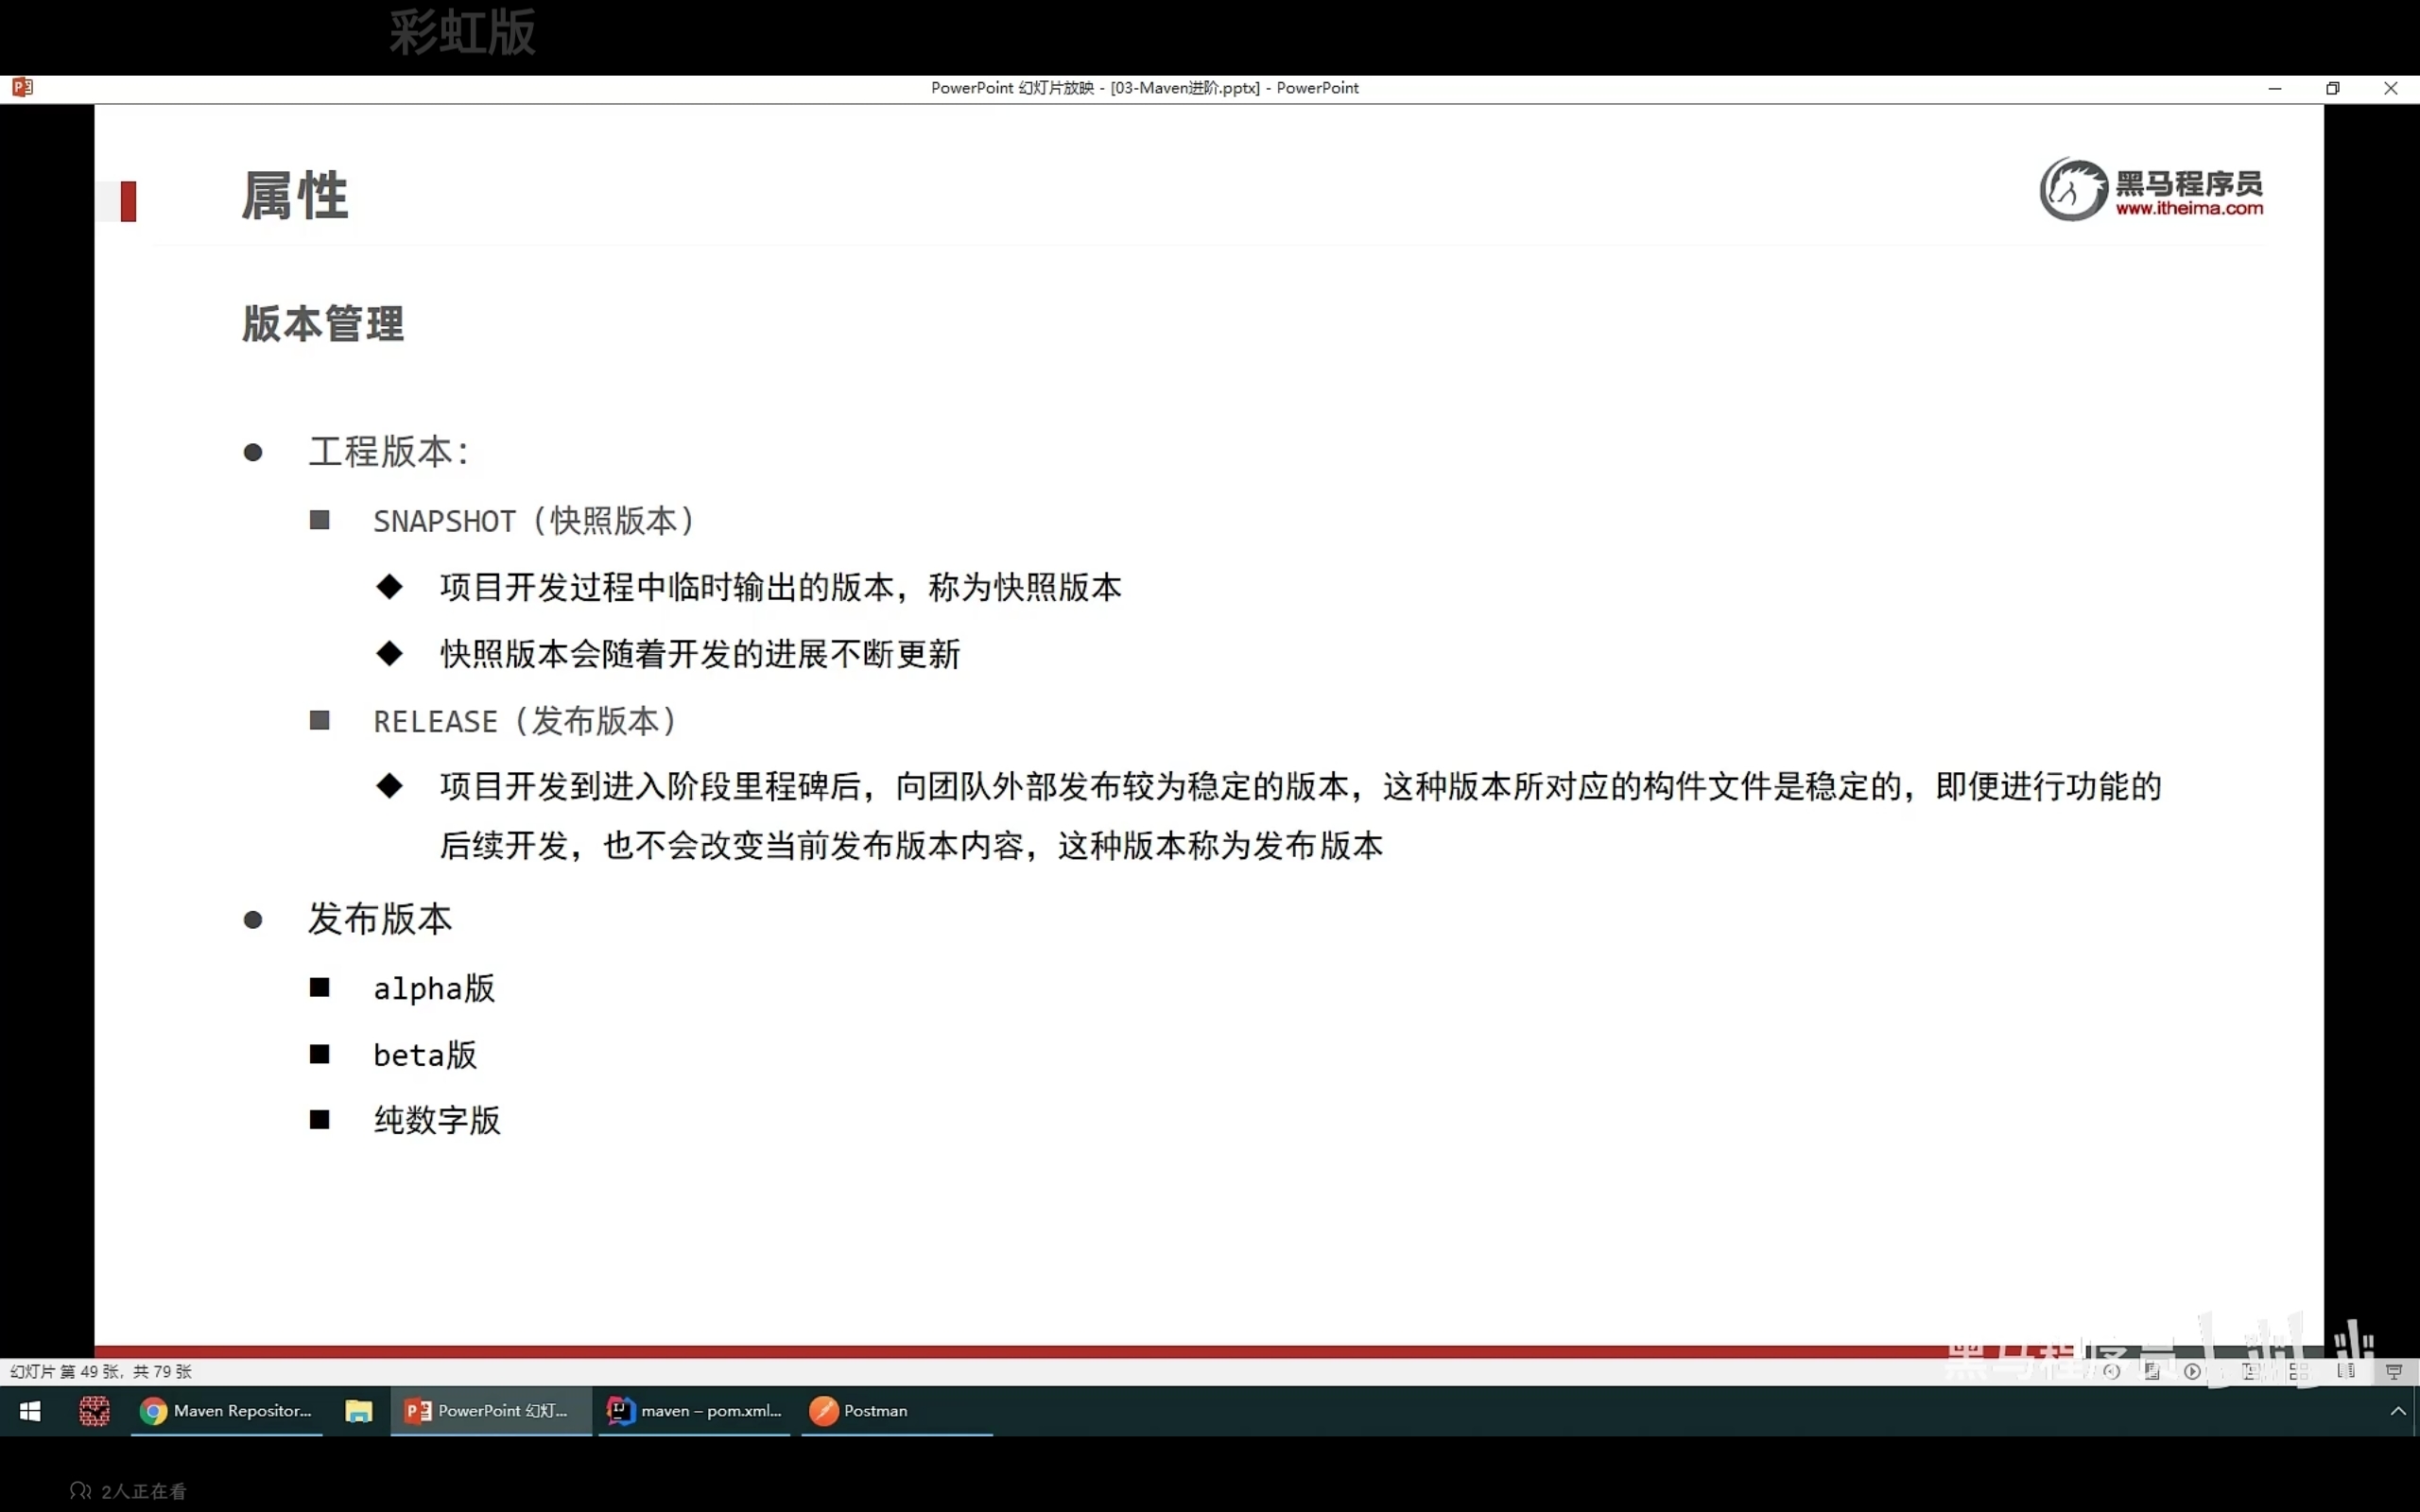 彩虹版
PowerPoint 幻灯片放映 - [03-Maven进阶.pptx] - PowerPoint
属性
黑马程序员
www.itheima.com
版本管理
工程版本：
SNAPSHOT（快照版本）
项目开发过程中临时输出的版本，称为快照版本
快照版本会随着开发的进展不断更新
RELEASE（发布版本）
项目开发到进入阶段里程碑后，向团队外部发布较为稳定的版本，这种版本所对应的构件文件是稳定的，即便进行功能的
后续开发，也不会改变当前发布版本内容，这种版本称为发布版本
发布版本
alpha版
beta版
纯数字版
黑马程序员
幻灯片 第 49 张，共 79 张
Maven Repositor...
PowerPoint 幻灯...
maven – pom.xml...
Postman
2人正在看